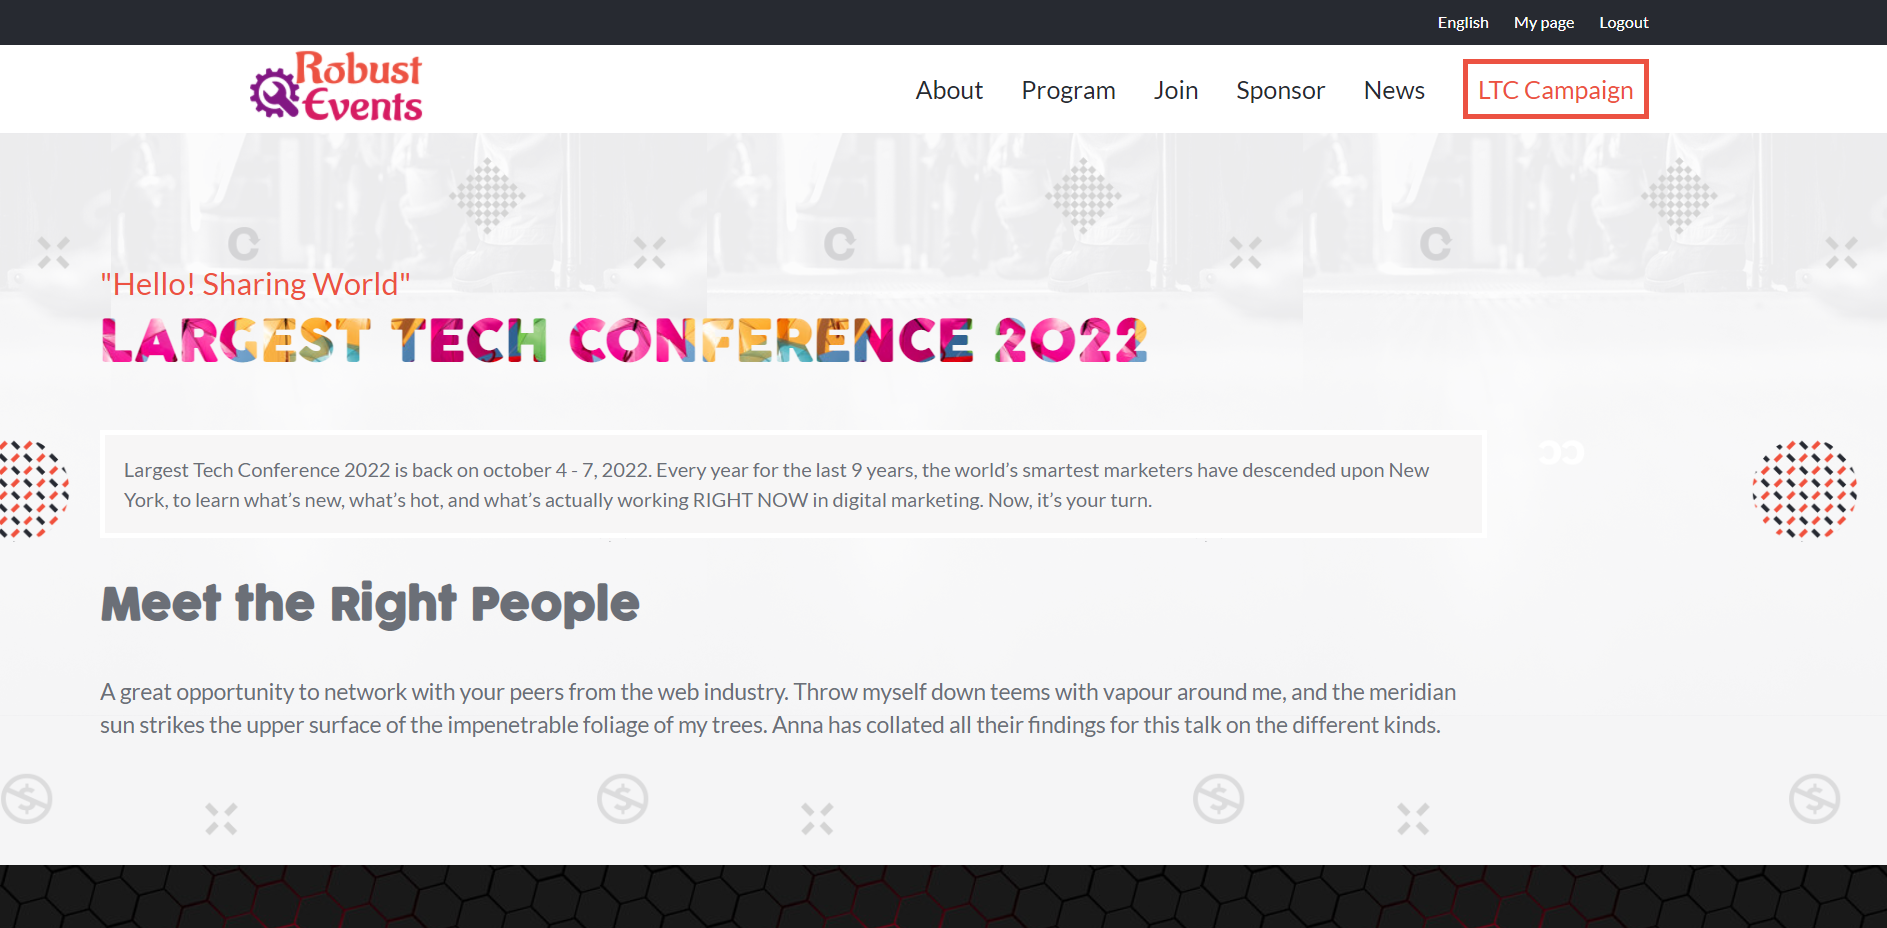 English My page Logout
Robust
Events
About Program Join Sponsor News LTC Campaign
"Hello! Sharing World"
LARGEST TECH CONFERENCE 2022
Largest Tech Conference 2022 is back on october 4 - 7, 2022. Every year for the last 9 years, the world’s smartest marketers have descended upon New
York, to learn what’s new, what’s hot, and what’s actually working RIGHT NOW in digital marketing. Now, it’s your turn.
Meet the Right People
A great opportunity to network with your peers from the web industry. Throw myself down teems with vapour around me, and the meridian
sun strikes the upper surface of the impenetrable foliage of my trees. Anna has collated all their findings for this talk on the different kinds.